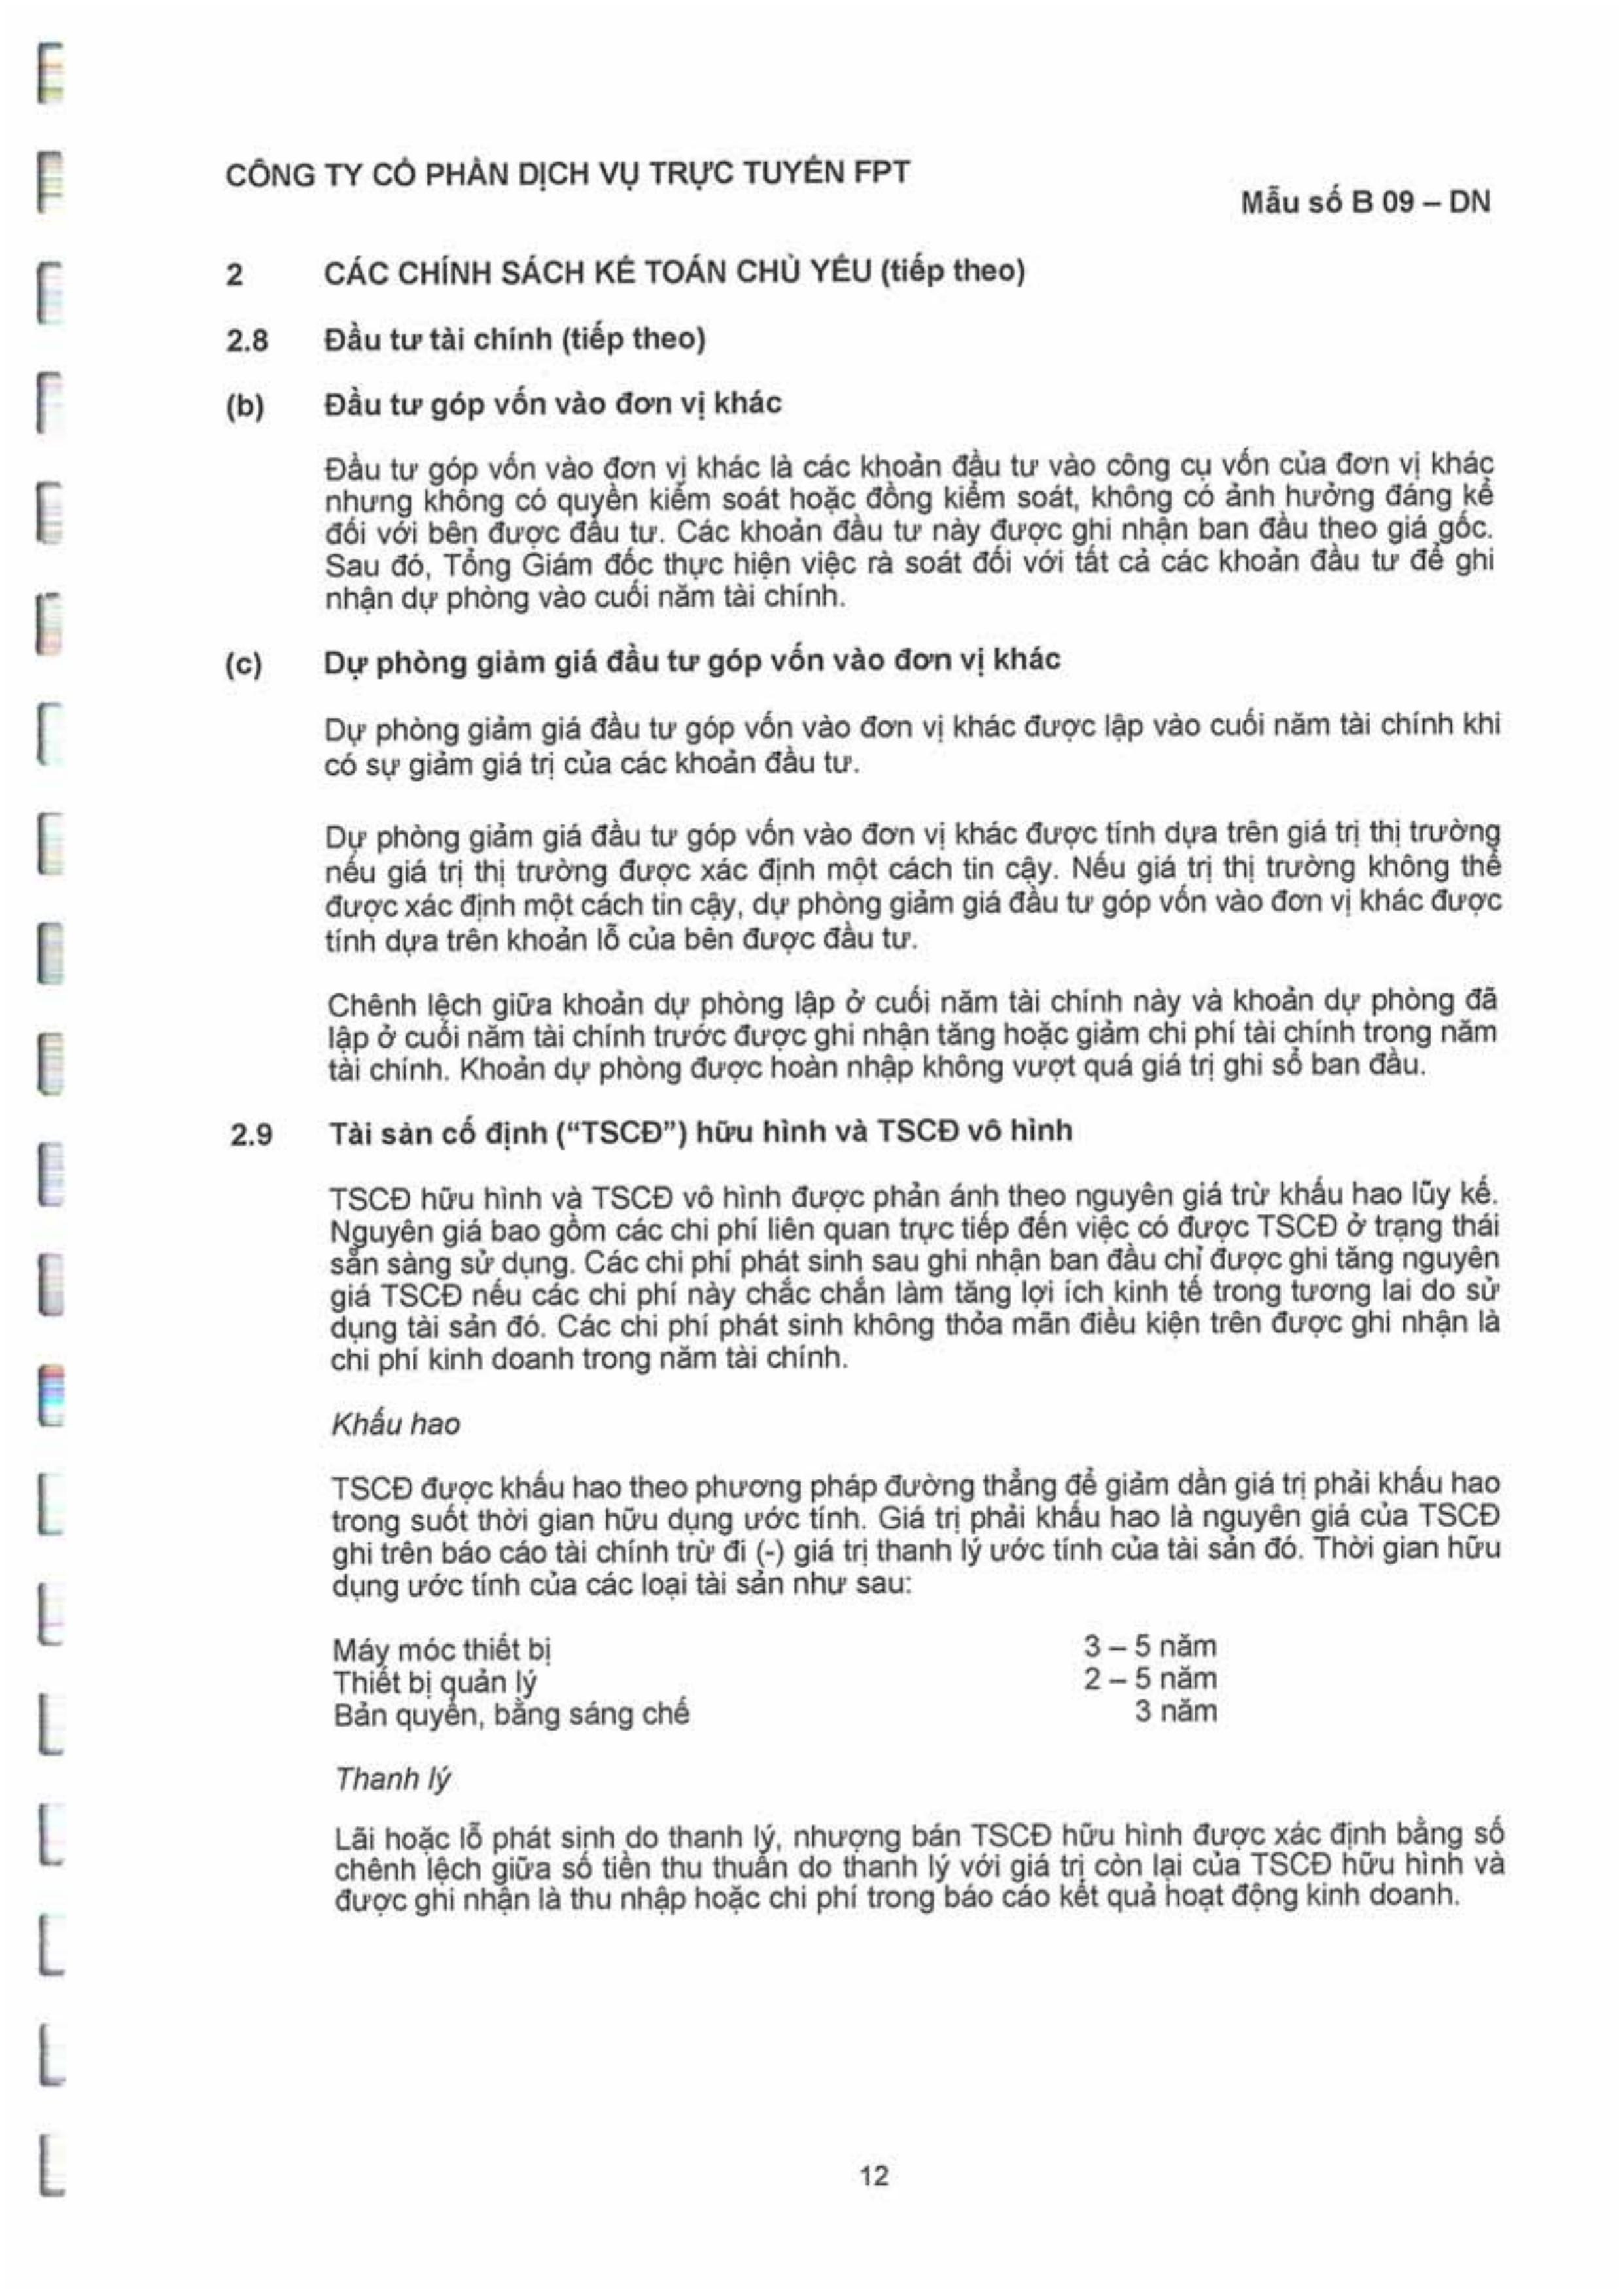 CÔNG TY CỔ PHẦN DỊCH VỤ TRỰC TUYẾN FPT
Mẫu số B 09 – DN
2 CÁC CHÍNH SÁCH KẾ TOÁN CHỦ YẾU (tiếp theo)
2.8 Đầu tư tài chính (tiếp theo)
(b) Đầu tư góp vốn vào đơn vị khác
Đầu tư góp vốn vào đơn vị khác là các khoản đầu tư vào công cụ vốn của đơn vị khác
nhưng không có quyền kiểm soát hoặc đồng kiểm soát, không có ảnh hưởng đáng kể
đối với bên được đầu tư. Các khoản đầu tư này được ghi nhận ban đầu theo giá gốc.
Sau đó, Tổng Giám đốc thực hiện việc rà soát đối với tất cả các khoản đầu tư để ghi
nhận dự phòng vào cuối năm tài chính.
(c) Dự phòng giảm giá đầu tư góp vốn vào đơn vị khác
Dự phòng giảm giá đầu tư góp vốn vào đơn vị khác được lập vào cuối năm tài chính khi
có sự giảm giá trị của các khoản đầu tư.
Dự phòng giảm giá đầu tư góp vốn vào đơn vị khác được tính dựa trên giá trị thị trường
nếu giá trị thị trường được xác định một cách tin cậy. Nếu giá trị thị trường không thể
được xác định một cách tin cậy, dự phòng giảm giá đầu tư góp vốn vào đơn vị khác được
tính dựa trên khoản lỗ của bên được đầu tư.
Chênh lệch giữa khoản dự phòng lập ở cuối năm tài chính này và khoản dự phòng đã
lập ở cuối năm tài chính trước được ghi nhận tăng hoặc giảm chi phí tài chính trong năm
tài chính. Khoản dự phòng được hoàn nhập không vượt quá giá trị ghi sổ ban đầu.
2.9 Tài sản cố định (“TSCĐ”) hữu hình và TSCĐ vô hình
TSCĐ hữu hình và TSCĐ vô hình được phản ánh theo nguyên giá trừ khấu hao lũy kế.
Nguyên giá bao gồm các chi phí liên quan trực tiếp đến việc có được TSCĐ ở trạng thái
sẵn sàng sử dụng. Các chi phí phát sinh sau ghi nhận ban đầu chỉ được ghi tăng nguyên
giá TSCĐ nếu các chi phí này chắc chắn làm tăng lợi ích kinh tế trong tương lai do sử
dụng tài sản đó. Các chi phí phát sinh không thỏa mãn điều kiện trên được ghi nhận là
chi phí kinh doanh trong năm tài chính.
Khấu hao
TSCĐ được khấu hao theo phương pháp đường thẳng để giảm dần giá trị phải khấu hao
trong suốt thời gian hữu dụng ước tính. Giá trị phải khấu hao là nguyên giá của TSCĐ
ghi trên báo cáo tài chính trừ đi (-) giá trị thanh lý ước tính của tài sản đó. Thời gian hữu
dụng ước tính của các loại tài sản như sau:
Máy móc thiết bị 3 – 5 năm
Thiết bị quản lý 2 – 5 năm
Bản quyền, bằng sáng chế 3 năm
Thanh lý
Lãi hoặc lỗ phát sinh do thanh lý, nhượng bán TSCĐ hữu hình được xác định bằng số
chênh lệch giữa số tiền thu thuần do thanh lý với giá trị còn lại của TSCĐ hữu hình và
được ghi nhận là thu nhập hoặc chi phí trong báo cáo kết quả hoạt động kinh doanh.
12